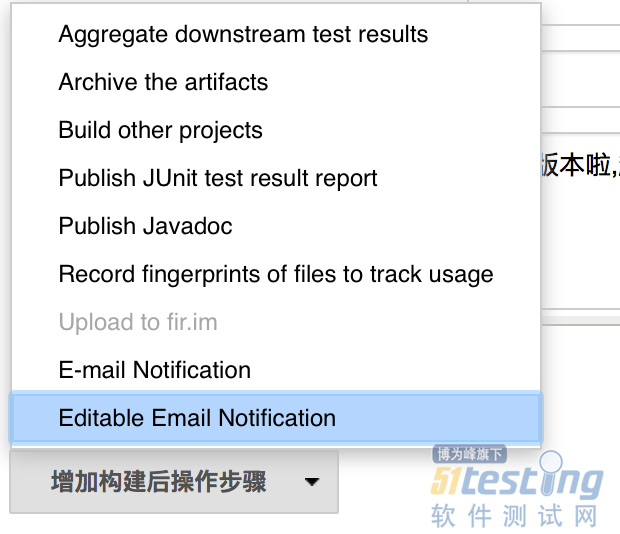 Aggregate downstream test results
Archive the artifacts
Build other projects
版本啦,
Publish JUnit test result report
Publish Javadoc
Record fingerprints of files to track usage
Upload to fir.im
E-mail Notification
Editable Email Notification
增加构建后操作步骤
博为峰旗下
51testing
软件测试网